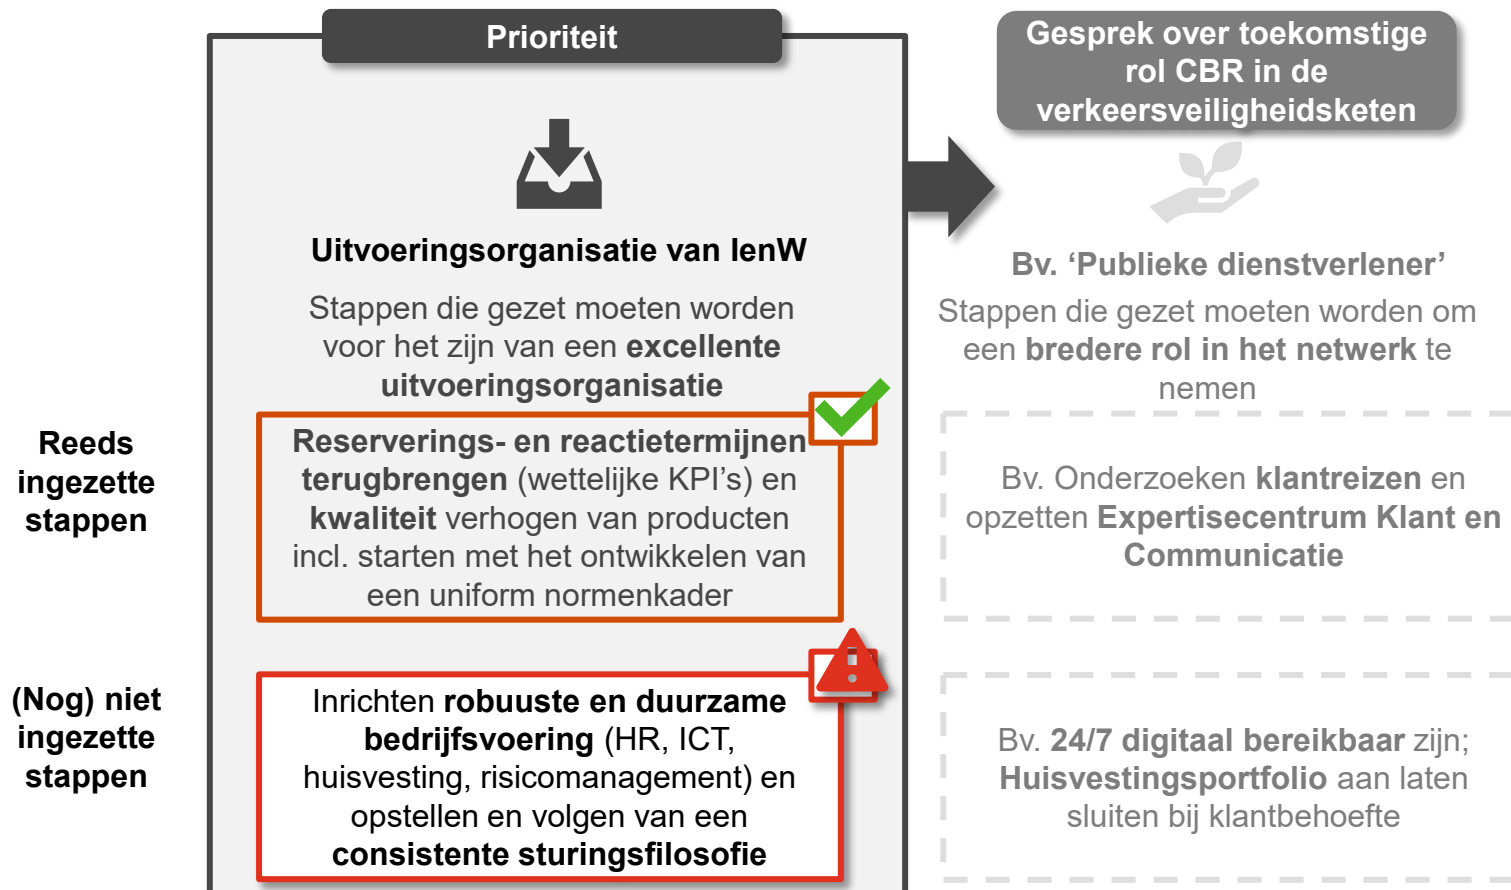 Prioriteit
Uitvoeringsorganisatie van IenW
Stappen die gezet moeten worden
voor het zijn van een excellente
uitvoeringsorganisatie
Gesprek over toekomstige
rol CBR in de
verkeersveiligheidsketen
Bv. ‘Publieke dienstverlener’
Stappen die gezet moeten worden om
een bredere rol in het netwerk te
nemen
Reeds
ingezette
stappen
Reserverings- en reactietermijnen
terugbrengen (wettelijke KPI’s) en
kwaliteit verhogen van producten
incl. starten met het ontwikkelen van
een uniform normenkader
Bv. Onderzoeken klantreizen en
opzetten Expertisecentrum Klant en
Communicatie
(Nog) niet
ingezette
stappen
Inrichten robuuste en duurzame
bedrijfsvoering (HR, ICT,
huisvesting, risicomanagement) en
opstellen en volgen van een
consistente sturingsfilosofie
Bv. 24/7 digitaal bereikbaar zijn;
Huisvestingsportfolio aan laten
sluiten bij klantbehoefte